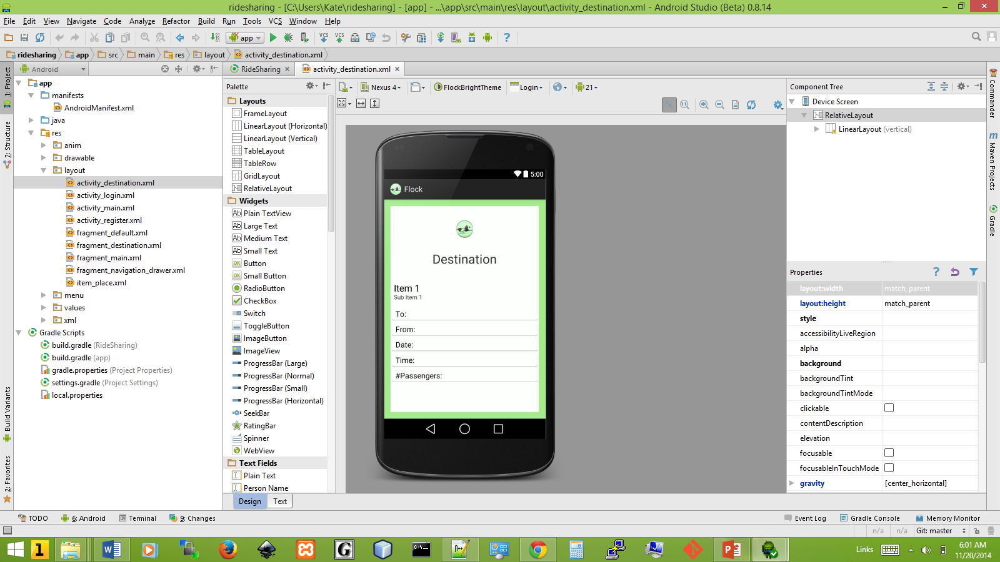 ridesharing - [C:\Users\Kate\ridesharing] - [app] - ...\app\src\main\res\layout\activity_destination.xml - Android Studio (Beta) 0.8.14
File Edit View Navigate Code Analyze Refactor Build Run Tools VCS Window Help
app
ridesharing app src main res layout activity_destination.xml
Android
RideSharing
activity_destination.xml
1: Project
7: Structure
Build Variants
2: Favorites
app
manifests
AndroidManifest.xml
java
res
anim
drawable
layout
activity_destination.xml
activity_login.xml
activity_main.xml
activity_register.xml
fragment_default.xml
fragment_destination.xml
fragment_main.xml
fragment_navigation_drawer.xml
item_place.xml
menu
values
xml
Gradle Scripts
build.gradle (RideSharing)
build.gradle (app)
gradle.properties (Project Properties)
settings.gradle (Project Settings)
local.properties
Palette
Layouts
FrameLayout
LinearLayout (Horizontal)
LinearLayout (Vertical)
TableLayout
TableRow
GridLayout
RelativeLayout
Widgets
Plain TextView
Large Text
Medium Text
Small Text
Button
Small Button
RadioButton
CheckBox
Switch
ToggleButton
ImageButton
ImageView
ProgressBar (Large)
ProgressBar (Normal)
ProgressBar (Small)
ProgressBar (Horizontal)
SeekBar
RatingBar
Spinner
WebView
Text Fields
Plain Text
Person Name
Design Text
Nexus 4 FlockBrightTheme Login 21
5:00
Flock
Destination
Item 1
Sub Item 1
To:
From:
Date:
Time:
#Passengers:
Component Tree
Device Screen
RelativeLayout
LinearLayout (vertical)
Properties
layout:width match_parent
layout:height match_parent
style
accessibilityLiveRegion
alpha
background
backgroundTint
backgroundTintMode
clickable
contentDescription
elevation
focusable
focusableInTouchMode
gravity [center_horizontal]
Commander
Maven Projects
Gradle
TODO 6: Android Terminal 9: Changes Event Log Gradle Console Memory Monitor
n/a n/a Git: master
Links
6:01 AM
11/20/2014